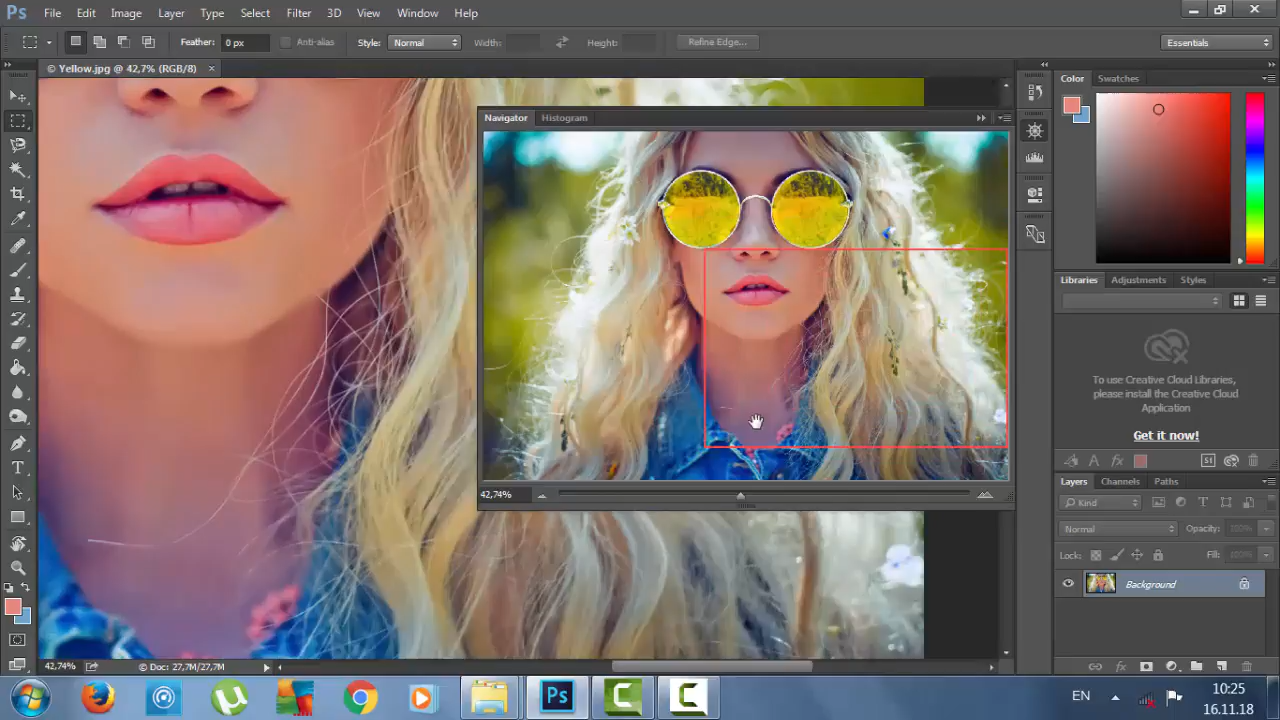 Ps File Edit Image Layer Type Select Filter 3D View Window Help
Feather: 0 px Anti-alias Style: Normal Width: Height: Refine Edge... Essentials
© Yellow.jpg @ 42,7% (RGB/8) ×
Navigator Histogram
42,74%
Color Swatches
Libraries Adjustments Styles
To use Creative Cloud Libraries,
please install the Creative Cloud
Application
Get it now!
Layers Channels Paths
Kind
Normal Opacity: 100%
Lock: Fill: 100%
Background
42,74% © Doc: 27,7M/27,7M
Ps C C EN 10:25
16.11.18